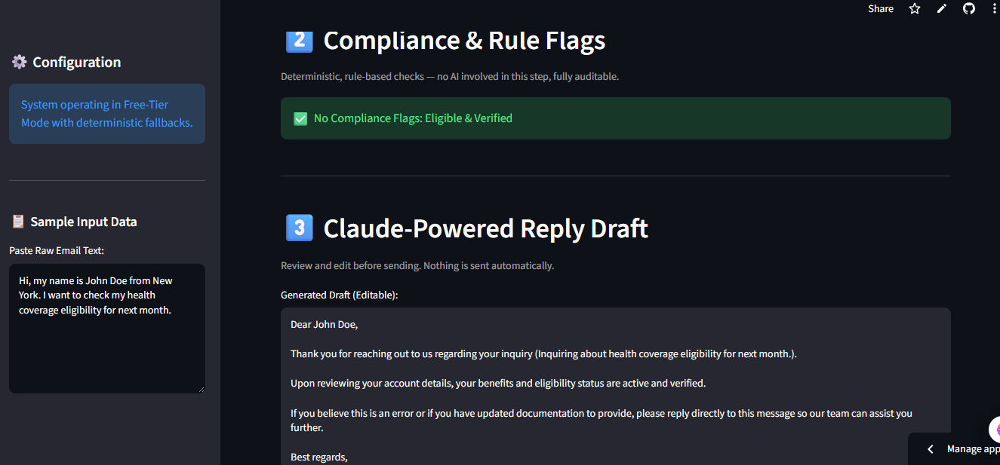 Share
Configuration
System operating in Free-Tier
Mode with deterministic fallbacks.
Sample Input Data
Paste Raw Email Text:
Hi, my name is John Doe from New
York. I want to check my health
coverage eligibility for next month.
2 Compliance & Rule Flags
Deterministic, rule-based checks — no AI involved in this step, fully auditable.
No Compliance Flags: Eligible & Verified
3 Claude-Powered Reply Draft
Review and edit before sending. Nothing is sent automatically.
Generated Draft (Editable):
Dear John Doe,
Thank you for reaching out to us regarding your inquiry (Inquiring about health coverage eligibility for next month.).
Upon reviewing your account details, your benefits and eligibility status are active and verified.
If you believe this is an error or if you have updated documentation to provide, please reply directly to this message so our team can assist you
further.
Best regards,
Manage app